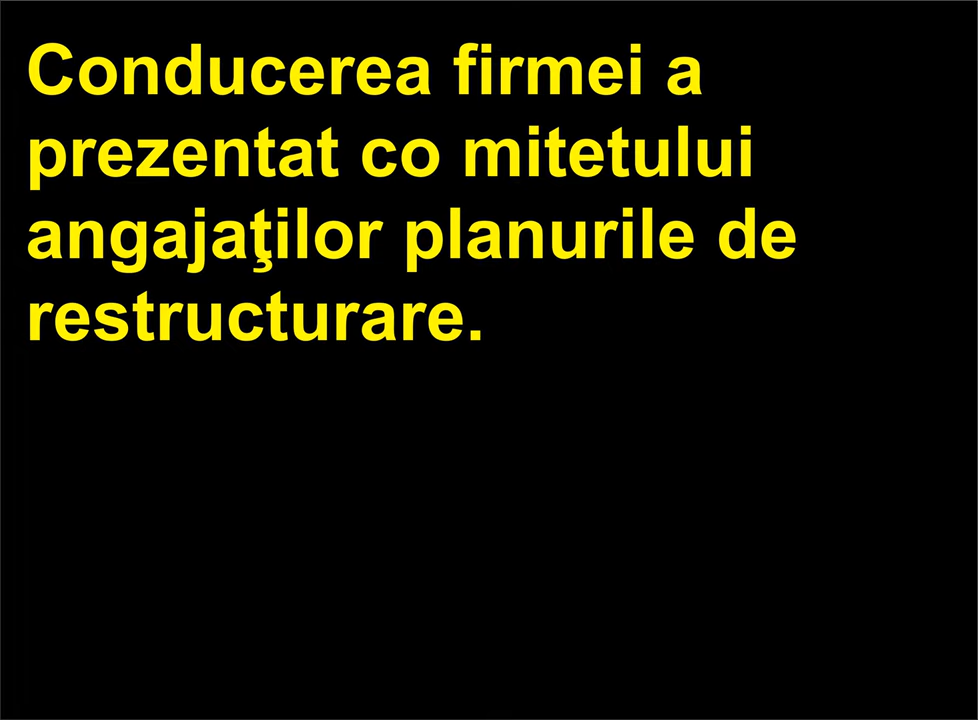 Conducerea firmei a
prezentat co mitetului
angajaţilor planurile de
restructurare.